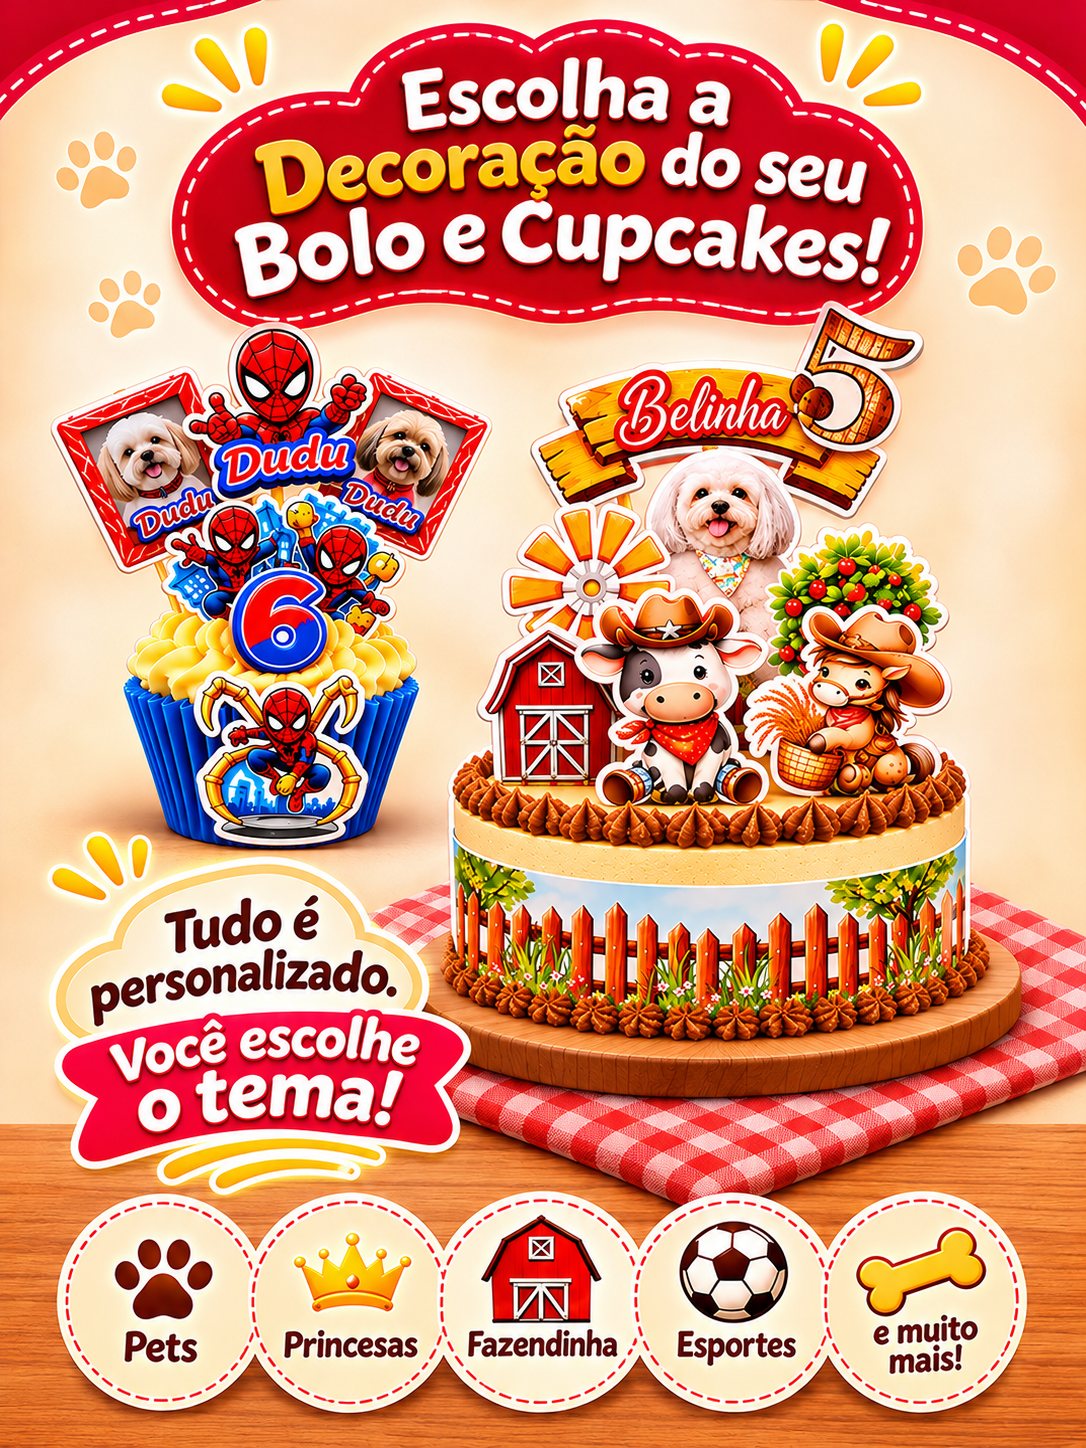 Escolha a
Decoração do seu
Bolo e Cupcakes!
Belinha
5
Dudu
Dudu
Dudu
6
Tudo é
personalizado.
Você escolhe
o tema!
Pets
Princesas
Fazendinha
Esportes
e muito
mais!